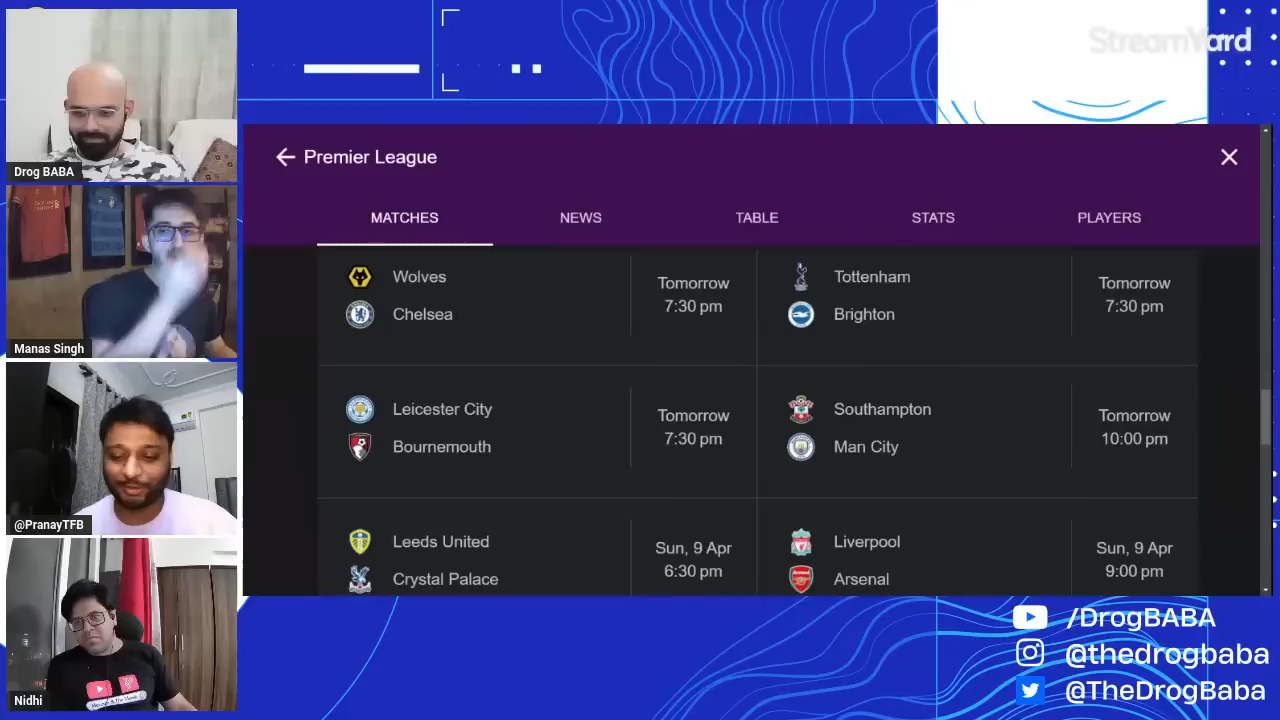 StreamYard
Drog BABA
Manas Singh
@PranayTFB
Nidhi
Premier League
MATCHES
NEWS
TABLE
STATS
PLAYERS
Wolves
Chelsea
Tomorrow
7:30 pm
Tottenham
Brighton
Tomorrow
7:30 pm
Leicester City
Bournemouth
Tomorrow
7:30 pm
Southampton
Man City
Tomorrow
10:00 pm
Leeds United
Crystal Palace
Sun, 9 Apr
6:30 pm
Liverpool
Arsenal
Sun, 9 Apr
9:00 pm
/DrogBABA
@thedrogbaba
@TheDrogBaba